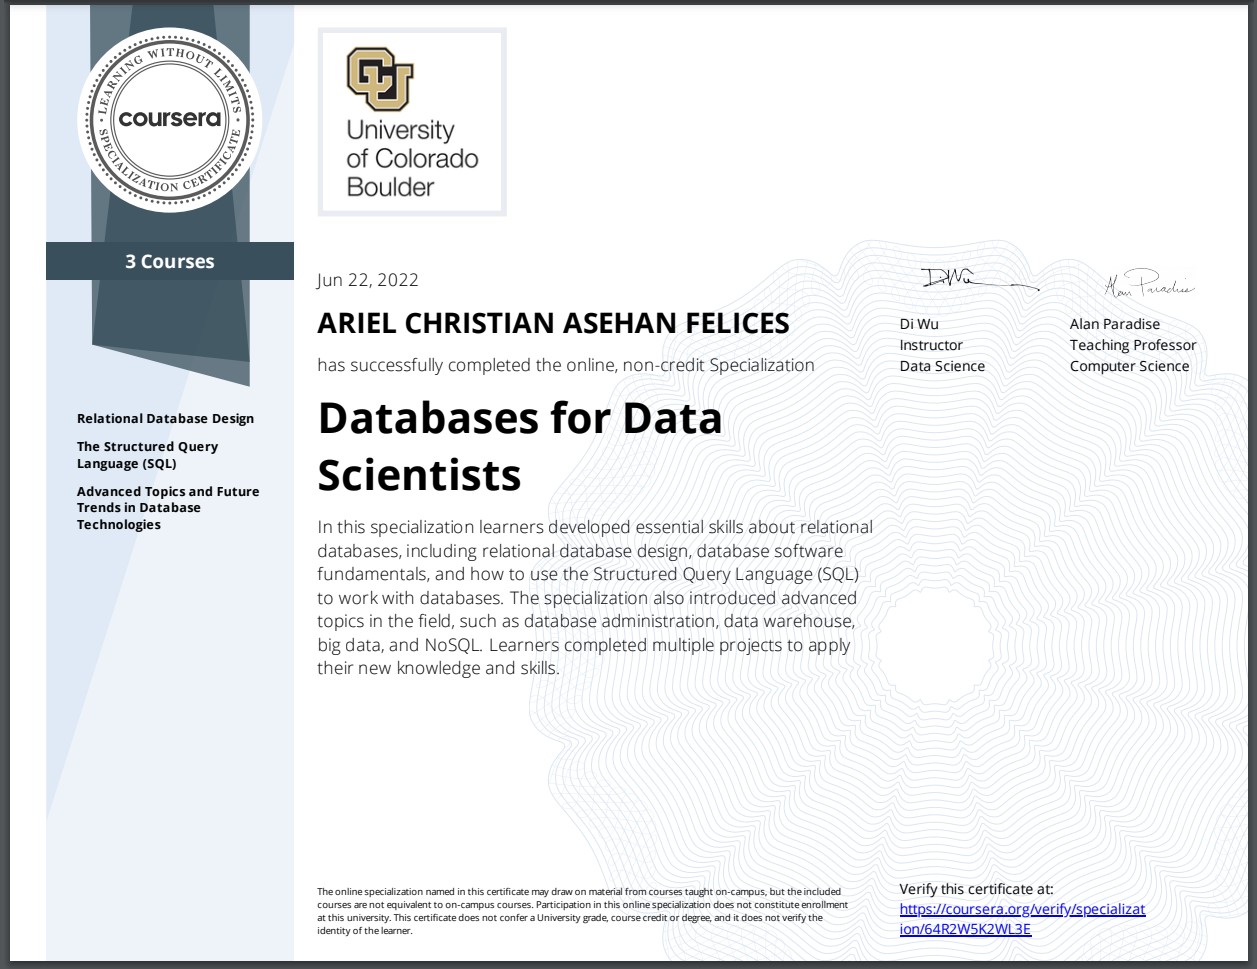 LEARNING WITHOUT LIMITS
coursera
SPECIALIZATION CERTIFICATE
3 Courses
Relational Database Design
The Structured Query
Language (SQL)
Advanced Topics and Future
Trends in Database
Technologies
CU
University
of Colorado
Boulder
Jun 22, 2022
ARIEL CHRISTIAN ASEHAN FELICES
has successfully completed the online, non-credit Specialization
Databases for Data
Scientists
In this specialization learners developed essential skills about relational
databases, including relational database design, database software
fundamentals, and how to use the Structured Query Language (SQL)
to work with databases. The specialization also introduced advanced
topics in the field, such as database administration, data warehouse,
big data, and NoSQL. Learners completed multiple projects to apply
their new knowledge and skills.
Di Wu
Di Wu
Instructor
Data Science
Alan Paradise
Alan Paradise
Teaching Professor
Computer Science
The online specialization named in this certificate may draw on material from courses taught on-campus, but the included
courses are not equivalent to on-campus courses. Participation in this online specialization does not constitute enrollment
at this university. This certificate does not confer a University grade, course credit or degree, and it does not verify the
identity of the learner.
Verify this certificate at:
https://coursera.org/verify/specializat
ion/64R2W5K2WL3E